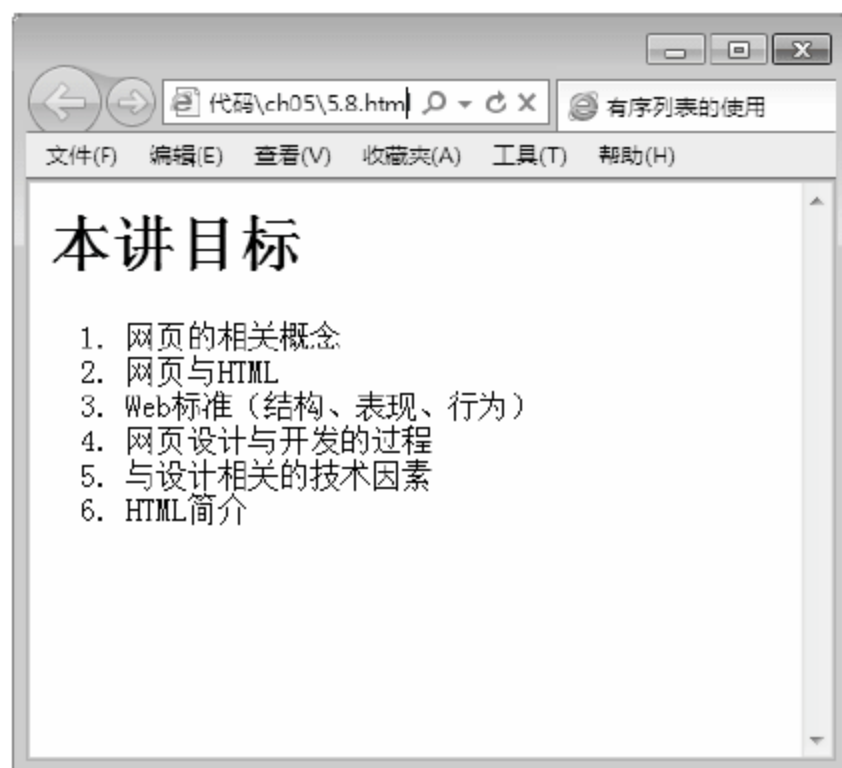 代码\ch05\5.8.html
有序列表的使用
文件(F) 编辑(E) 查看(V) 收藏夹(A) 工具(T) 帮助(H)
本讲目标
1. 网页的相关概念
2. 网页与HTML
3. Web标准（结构、表现、行为）
4. 网页设计与开发的过程
5. 与设计相关的技术因素
6. HTML简介